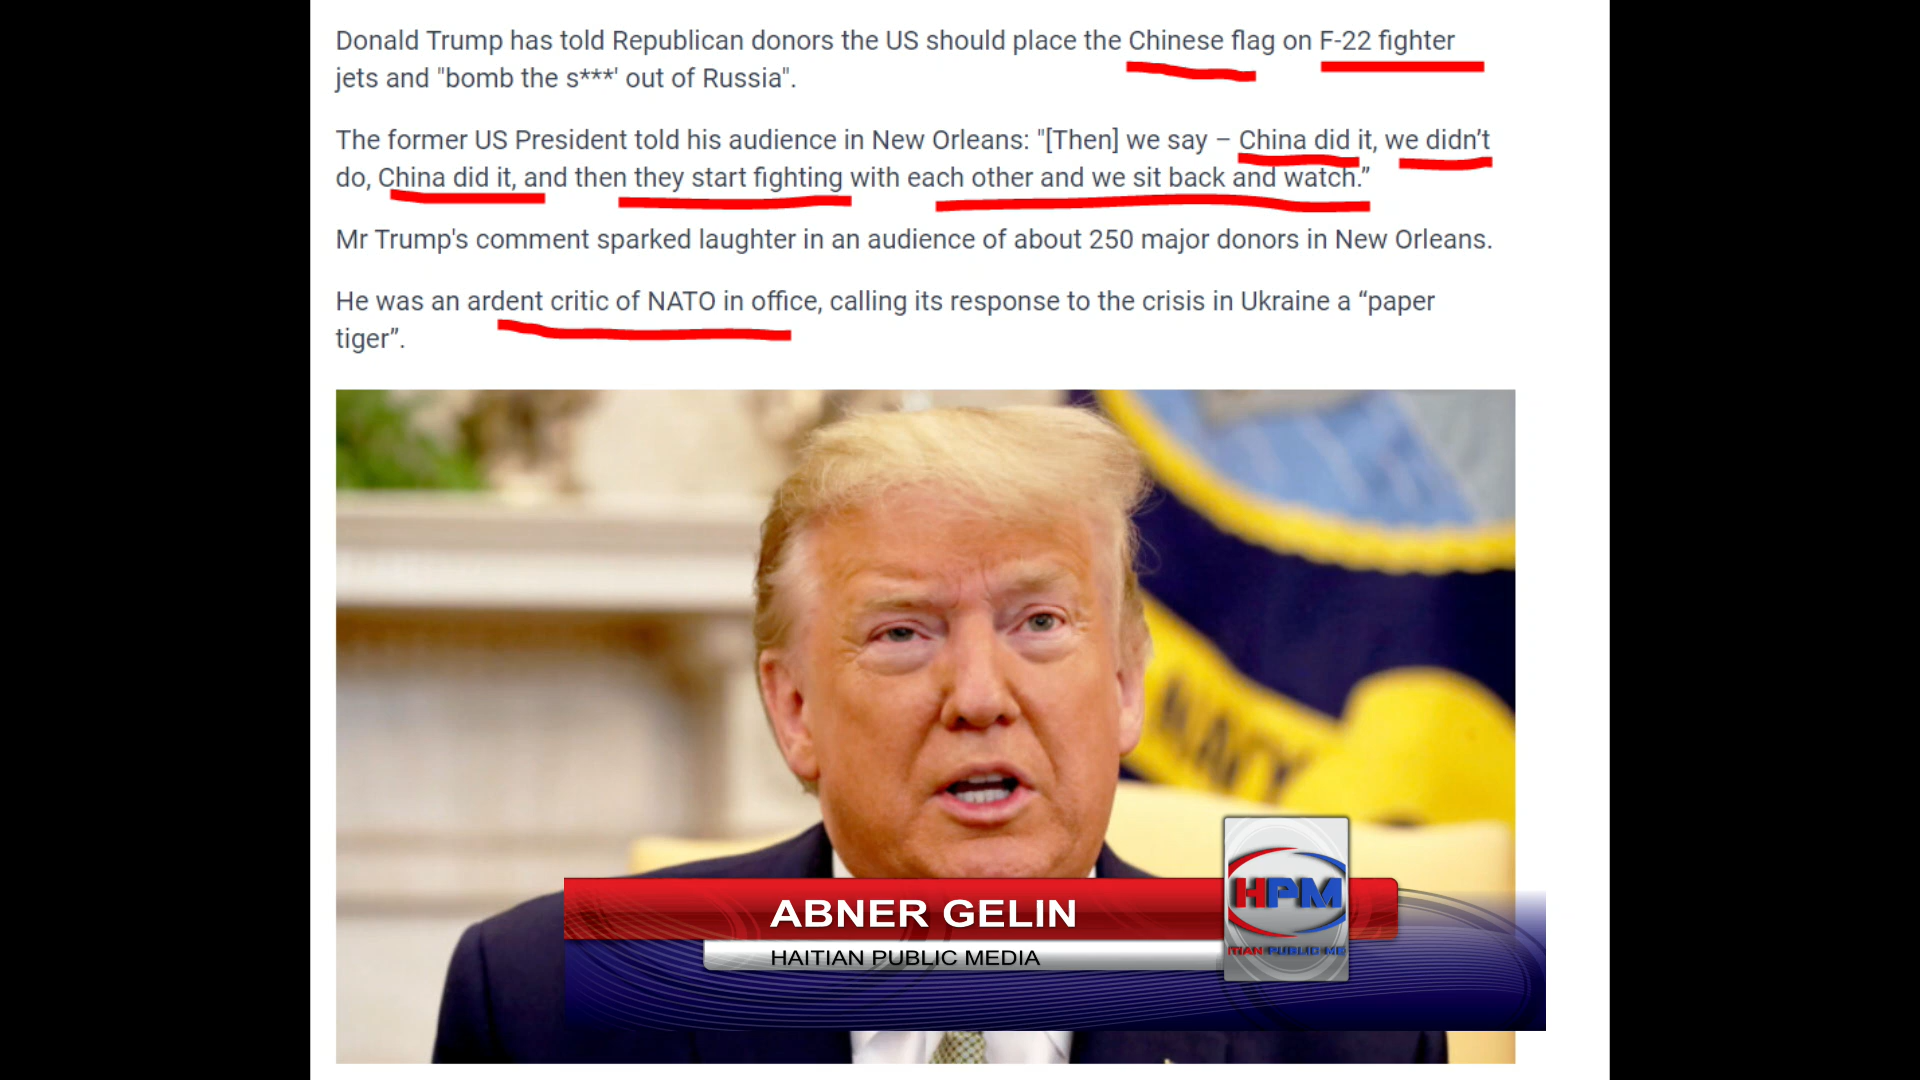 Donald Trump has told Republican donors the US should place the Chinese flag on F-22 fighter
jets and "bomb the s***' out of Russia".
The former US President told his audience in New Orleans: "[Then] we say – China did it, we didn’t
do, China did it, and then they start fighting with each other and we sit back and watch.”
Mr Trump's comment sparked laughter in an audience of about 250 major donors in New Orleans.
He was an ardent critic of NATO in office, calling its response to the crisis in Ukraine a “paper
tiger”.
NAVY
ABNER GELIN
HAITIAN PUBLIC MEDIA
HPM
TIAN PUBLIC ME